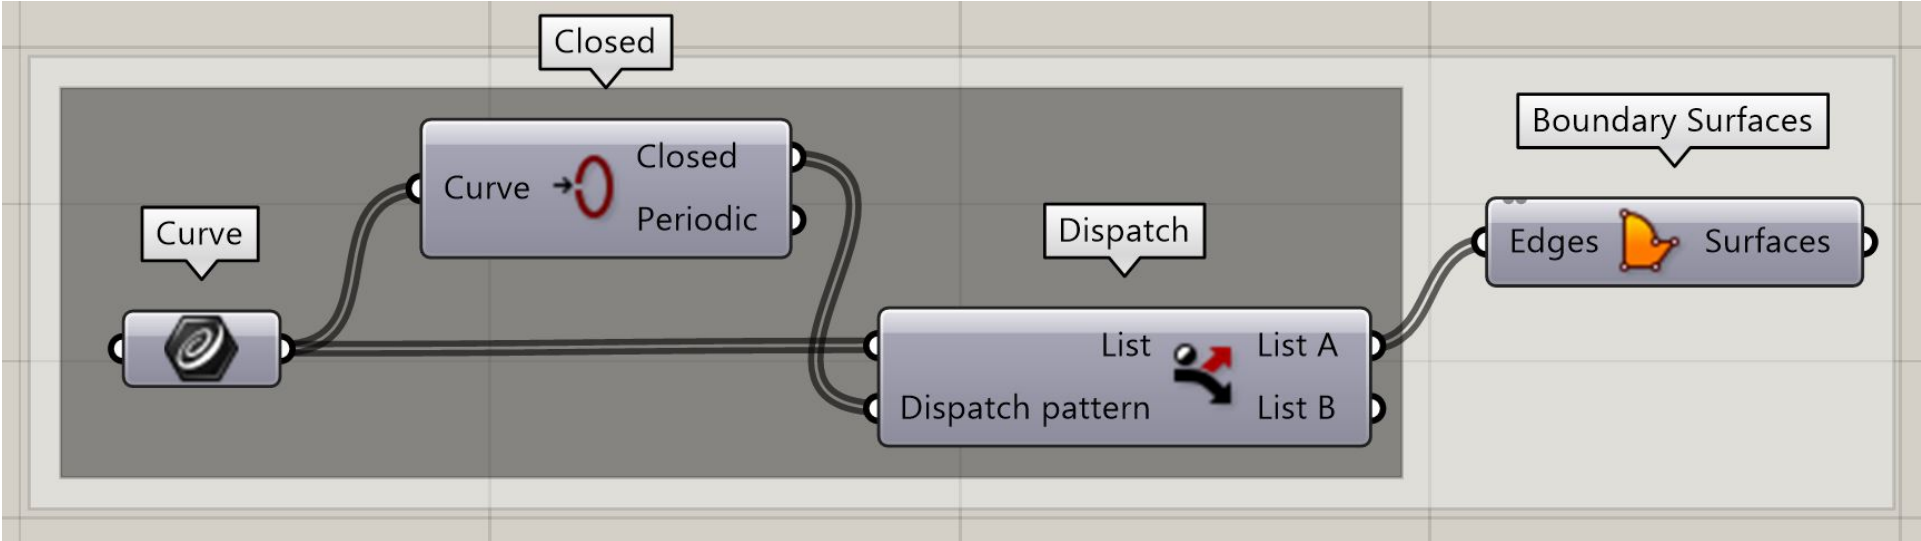 Closed
Boundary Surfaces
Curve
Closed
Curve
Periodic
Dispatch
Edges
Surfaces
List
List A
Dispatch pattern
List B